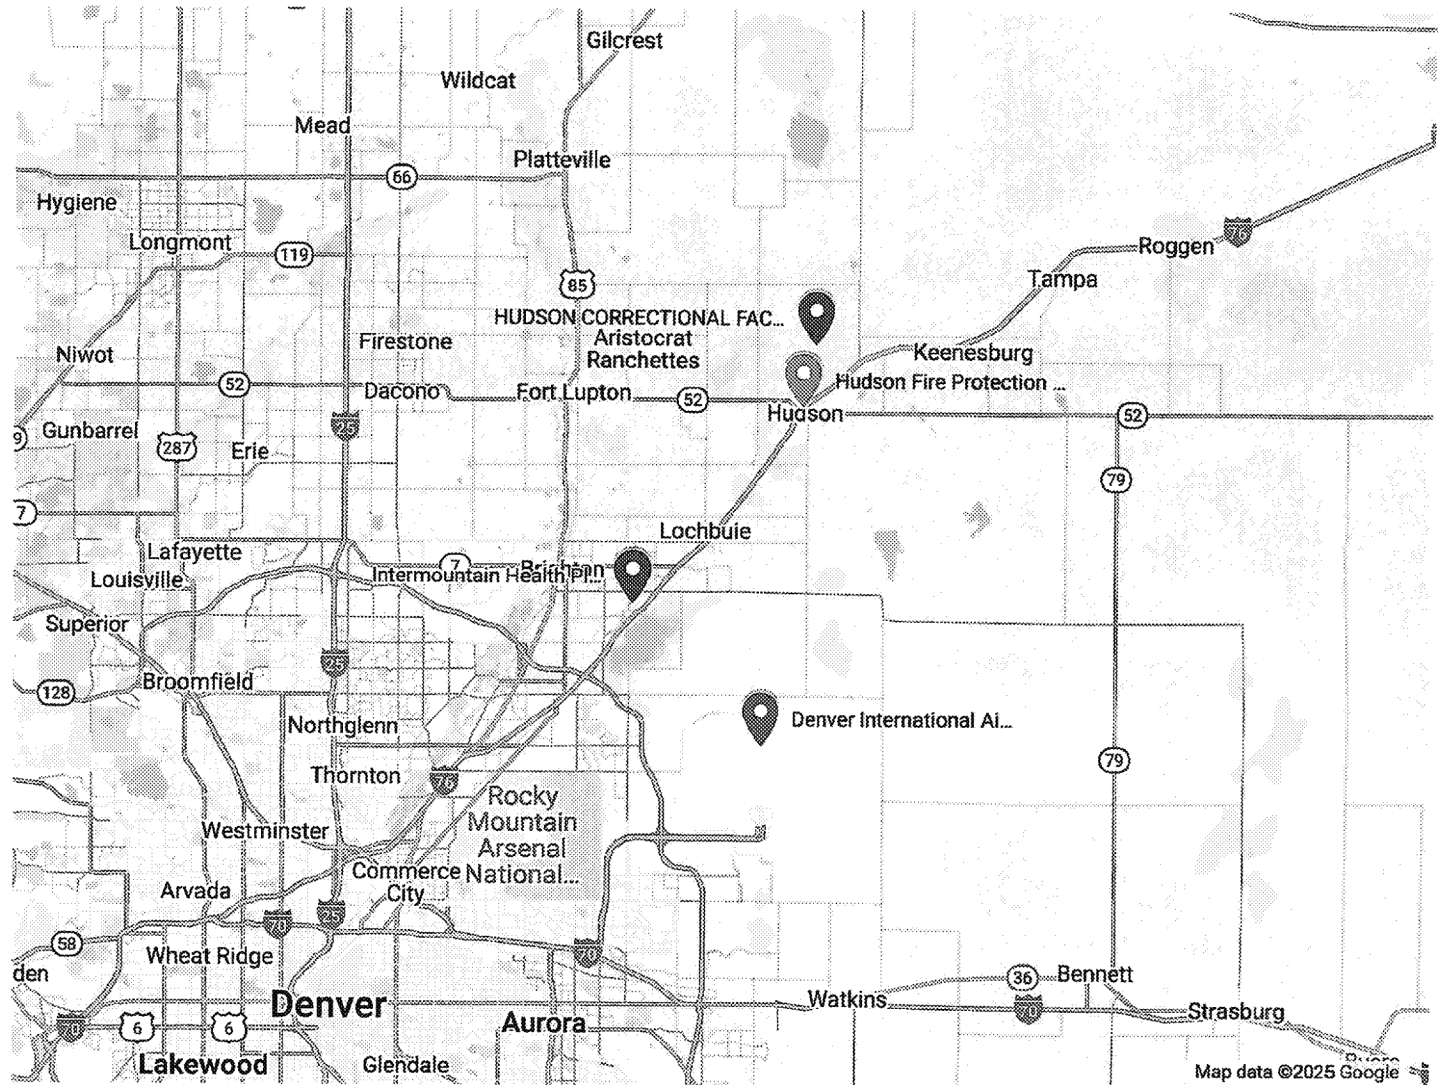 Gilcrest
Wildcat
Mead
Platteville
66
Hygiene
Longmont
119
Roggen
76
Tampa
85
HUDSON CORRECTIONAL FAC...
Aristocrat
Ranchettes
Firestone
Niwot
Keenesburg
52
Dacono
Fort Lupton
52
Hudson Fire Protection ...
Hudson
52
25
Gunbarrel
9
287
Erie
79
7
Lochbuie
Lafayette
7
Brighton
Intermountain Health Pl...
Louisville
Superior
25
128
Broomfield
Northglenn
Denver International Ai...
79
Thornton
76
Rocky
Mountain
Arsenal
National...
Westminster
Commerce
City
Arvada
70
25
58
Wheat Ridge
70
den
36
Bennett
Denver
Watkins
70
Strasburg
70
6
6
Aurora
Lakewood
Glendale
Map data ©2025 Google